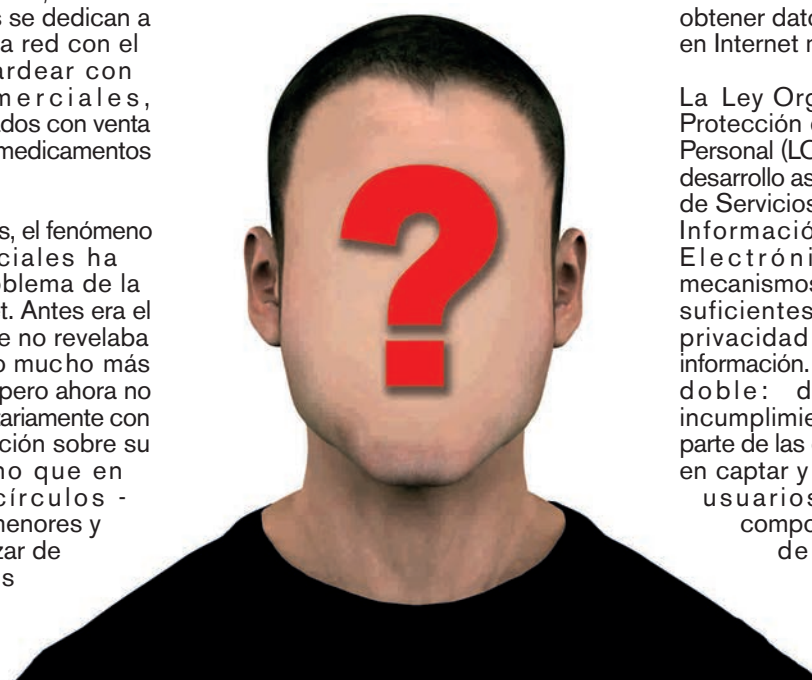 s se dedican a
a red con el
ardear con
merciales,
ados con venta
medicamentos
s, el fenómeno
ciales ha
oblema de la
t. Antes era el
e no revelaba
o mucho más
pero ahora no
tariamente con
ción sobre su
no que en
círculos -
menores y
zar de
s
?
obtener dato
en Internet n
La Ley Org
Protección d
Personal (LO
desarrollo as
de Servicios
Informació
Electróni
mecanismos
suficientes
privacidad
información.
doble: d
incumplimie
parte de las
en captar y
usuarios
compo
de